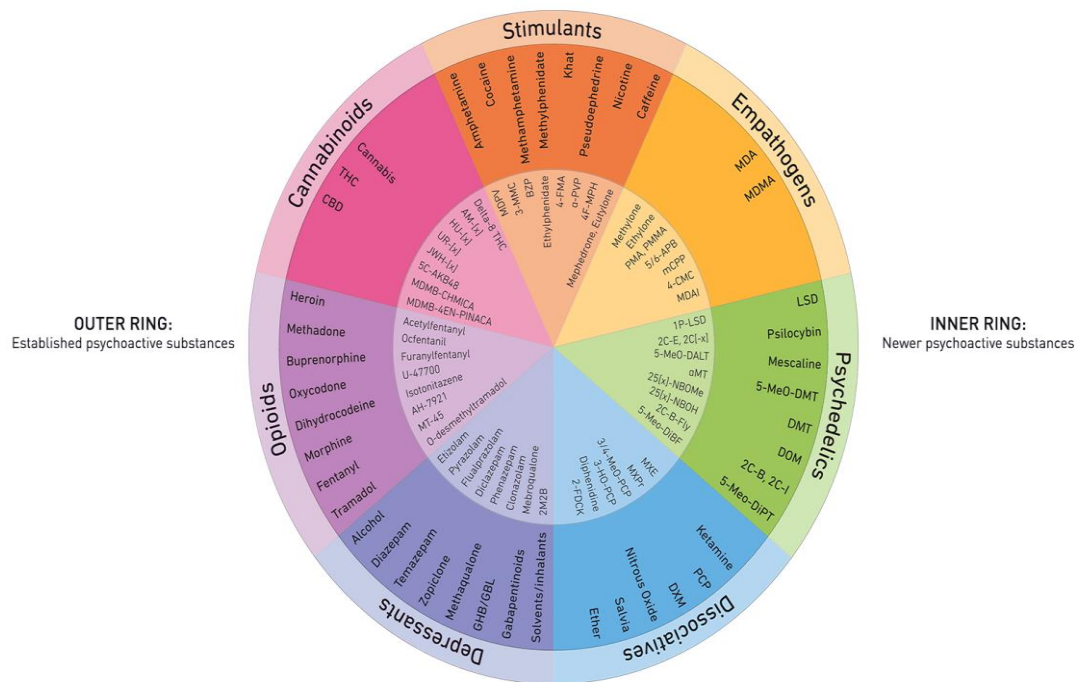 Stimulants
Amphetamine
Cocaine
Methamphetamine
Methylphenidate
Khat
Pseudoephedrine
Nicotine
Caffeine
MDPV
3-MMC
BZP
Ethylphenidate
4-FMA
α-PVP
4F-MPH
Mephedrone, Eutylone
Empathogens
MDA
MDMA
Methylone
Ethylone
PMA, PMMA
5/6-APB
mCPP
4-CMC
MDAI
Psychedelics
LSD
Psilocybin
Mescaline
5-MeO-DMT
DMT
DOM
2C-B, 2C-I
5-Meo-DiPT
1P-LSD
2C-E, 2C[-x]
5-MeO-DALT
αMT
25[x]-NBOMe
25[x]-NBOH
2C-B-Fly
5-Meo-DiBF
Dissociatives
Ketamine
PCP
DXM
Nitrous Oxide
Salvia
Ether
MXE
MXPr
3/4-MeO-PCP
3-HO-PCP
Diphenidine
2-FDCK
Depressants
Solvents/inhalants
Gabapentinoids
GHB/GBL
Methaqualone
Zopiclone
Temazepam
Diazepam
Alcohol
2M2B
Mebroqualone
Clonazolam
Phenazepam
Diclazepam
Flualprazolam
Pyrazolam
Etizolam
Opioids
Heroin
Methadone
Buprenorphine
Oxycodone
Dihydrocodeine
Morphine
Fentanyl
Tramadol
Acetylfentanyl
Ocfentanil
Furanylfentanyl
U-47700
Isotonitazene
AH-7921
MT-45
O-desmethyltramadol
Cannabinoids
Cannabis
THC
CBD
Delta-8 THC
AM-[x]
HU-[x]
UR-[x]
JWH-[x]
5C-AKB48
MDMB-CHMICA
MDMB-4EN-PINACA
OUTER RING:
Established psychoactive substances
INNER RING:
Newer psychoactive substances